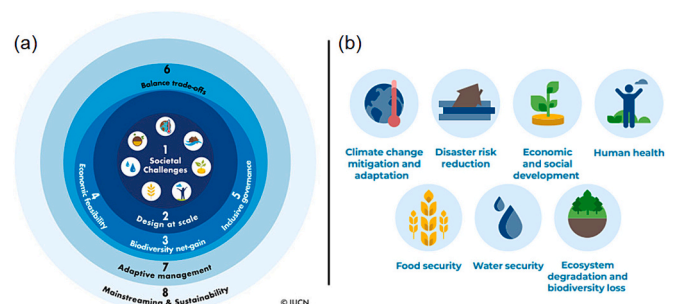 (a)
6
Balance trade-offs
1
Societal
Challenges
4
Economic feasibility
5
Inclusive governance
2
Design at scale
3
Biodiversity net-gain
7
Adaptive management
8
Mainstreaming & Sustainability
© IUCN
(b)
Climate change
mitigation and
adaptation
Disaster risk
reduction
Economic
and social
development
Human health
Food security
Water security
Ecosystem
degradation and
biodiversity loss